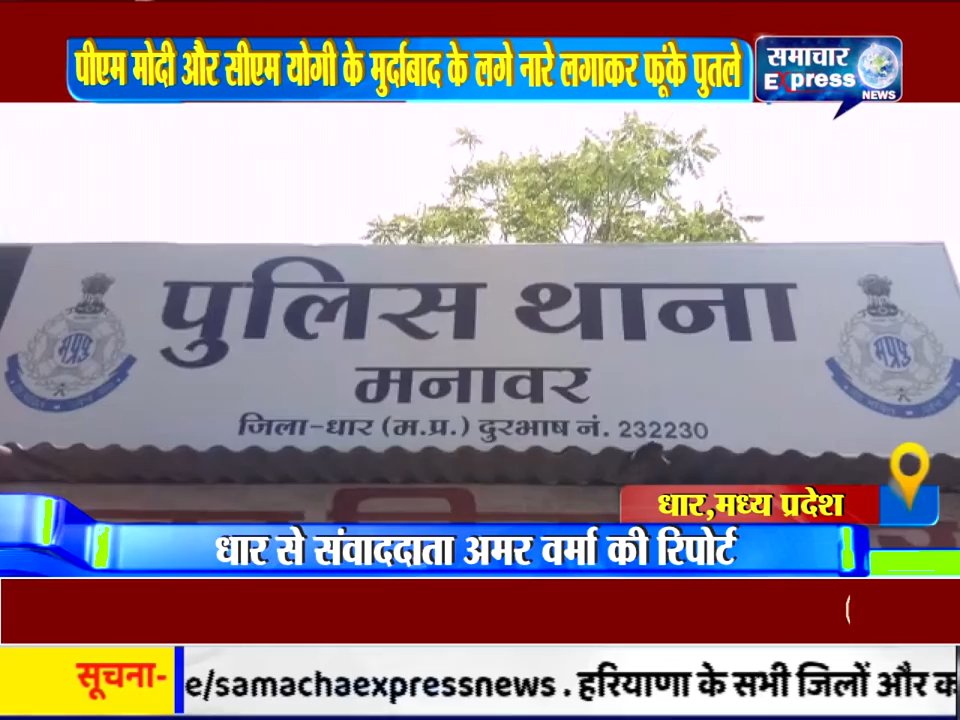 पीएम मोदी और सीएम योगी के मुर्दाबाद के लगे नारे लगाकर फूंके पुतले
समाचार
EXpress
NEWS
पुलिस थाना
मनावर
जिला-धार (म.प्र.) दुरभाष नं. 232230
म प्र पु
म प्र पु
धार,मध्य प्रदेश
धार से संवाददाता अमर वर्मा की रिपोर्ट
सूचना-
e/samachaexpressnews . हरियाणा के सभी जिलों और क